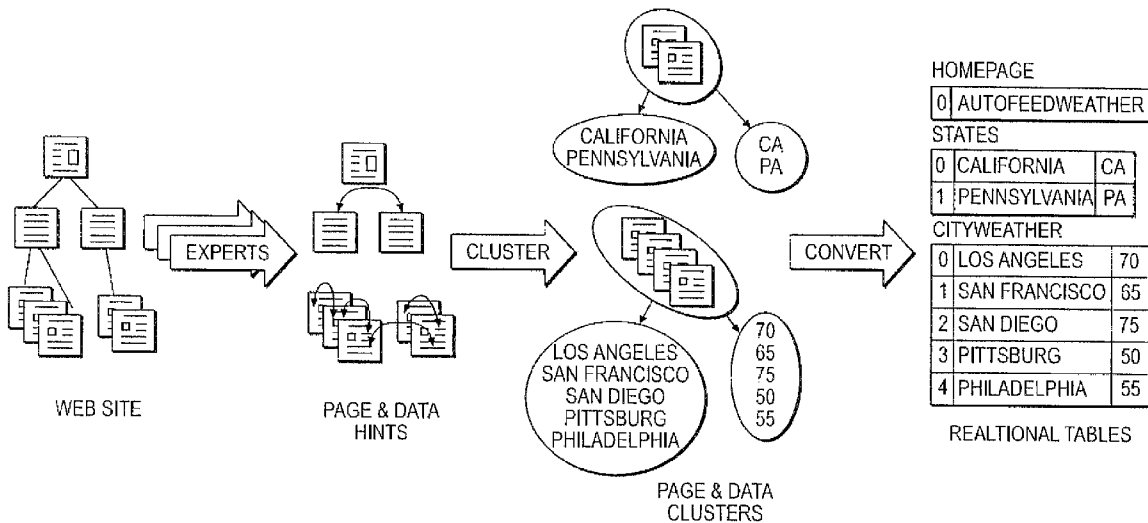 WEB SITE
EXPERTS
PAGE & DATA
HINTS
CLUSTER
CALIFORNIA
PENNSYLVANIA
CA
PA
LOS ANGELES
SAN FRANCISCO
SAN DIEGO
PITTSBURG
PHILADELPHIA
70
65
75
50
55
PAGE & DATA
CLUSTERS
CONVERT
HOMEPAGE
0 AUTOFEEDWEATHER
STATES
0 CALIFORNIA CA
1 PENNSYLVANIA PA
CITYWEATHER
0 LOS ANGELES 70
1 SAN FRANCISCO 65
2 SAN DIEGO 75
3 PITTSBURG 50
4 PHILADELPHIA 55
REALTIONAL TABLES